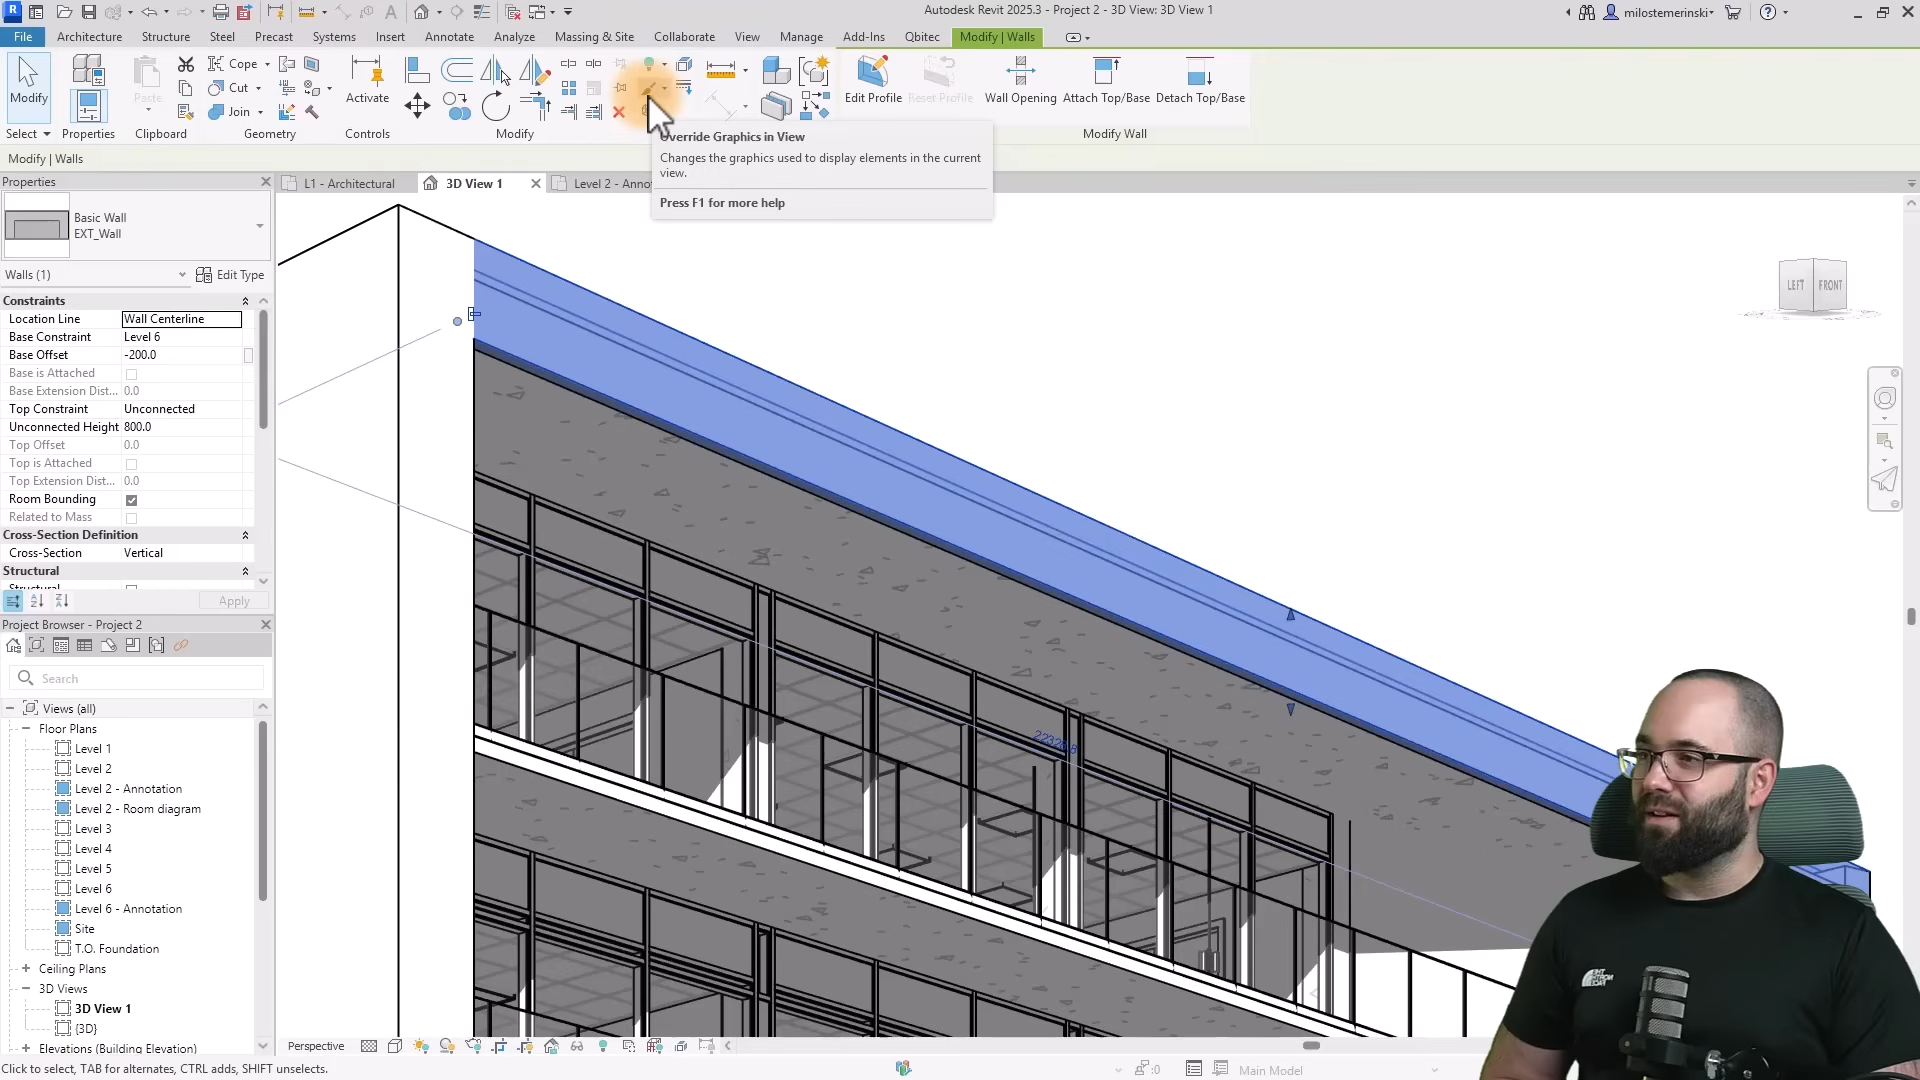 Autodesk Revit 2025.3 - Project 2 - 3D View: 3D View 1
milostemerinski
File
Architecture
Structure
Steel
Precast
Systems
Insert
Annotate
Analyze
Massing & Site
Collaborate
View
Manage
Add-Ins
Qbitec
Modify | Walls
Modify
Paste
Cope
Cut
Join
Activate
Edit Profile
Reset Profile
Wall Opening
Attach Top/Base
Detach Top/Base
Select
Properties
Clipboard
Geometry
Controls
Modify
Modify Wall
Modify | Walls
Override Graphics in View
Changes the graphics used to display elements in the current
view.
Press F1 for more help
Properties
L1 - Architectural
3D View 1
Level 2 - Anno
Basic Wall
EXT_Wall
Walls (1)
Edit Type
Constraints
Location Line Wall Centerline
Base Constraint Level 6
Base Offset -200.0
Base is Attached
Base Extension Dist... 0.0
Top Constraint Unconnected
Unconnected Height 800.0
Top Offset 0.0
Top is Attached
Top Extension Dist... 0.0
Room Bounding
Related to Mass
Cross-Section Definition
Cross-Section Vertical
Structural
Apply
Project Browser - Project 2
Search
Views (all)
Floor Plans
Level 1
Level 2
Level 2 - Annotation
Level 2 - Room diagram
Level 3
Level 4
Level 5
Level 6
Level 6 - Annotation
Site
T.O. Foundation
Ceiling Plans
3D Views
3D View 1
{3D}
Elevations (Building Elevation)
LEFT
FRONT
Perspective
Click to select, TAB for alternates, CTRL adds, SHIFT unselects.
:0
Main Model